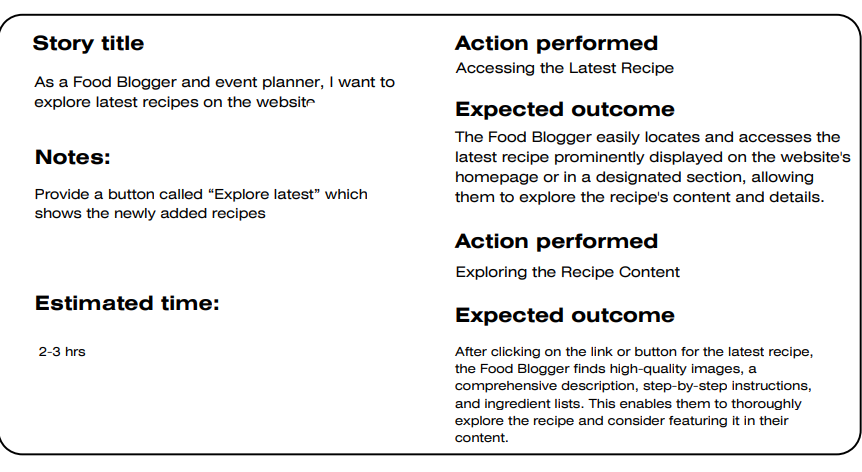 Story title
As a Food Blogger and event planner, I want to
explore latest recipes on the website
Notes:
Provide a button called “Explore latest” which
shows the newly added recipes
Estimated time:
2-3 hrs
Action performed
Accessing the Latest Recipe
Expected outcome
The Food Blogger easily locates and accesses the
latest recipe prominently displayed on the website's
homepage or in a designated section, allowing
them to explore the recipe's content and details.
Action performed
Exploring the Recipe Content
Expected outcome
After clicking on the link or button for the latest recipe,
the Food Blogger finds high-quality images, a
comprehensive description, step-by-step instructions,
and ingredient lists. This enables them to thoroughly
explore the recipe and consider featuring it in their
content.